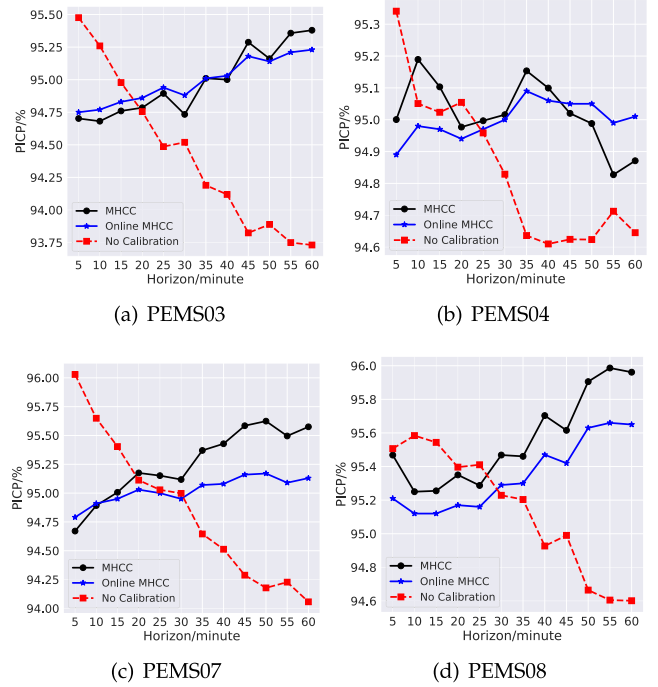 95.50
95.25
95.00
94.75
94.50
94.25
94.00
93.75
PICP/%
MHCC
Online MHCC
No Calibration
5 10 15 20 25 30 35 40 45 50 55 60
Horizon/minute
(a) PEMS03
95.3
95.2
95.1
95.0
94.9
94.8
94.7
94.6
PICP/%
MHCC
Online MHCC
No Calibration
5 10 15 20 25 30 35 40 45 50 55 60
Horizon/minute
(b) PEMS04
96.00
95.75
95.50
95.25
95.00
94.75
94.50
94.25
94.00
PICP/%
MHCC
Online MHCC
No Calibration
5 10 15 20 25 30 35 40 45 50 55 60
Horizon/minute
(c) PEMS07
96.0
95.8
95.6
95.4
95.2
95.0
94.8
94.6
PICP/%
MHCC
Online MHCC
No Calibration
5 10 15 20 25 30 35 40 45 50 55 60
Horizon/minute
(d) PEMS08